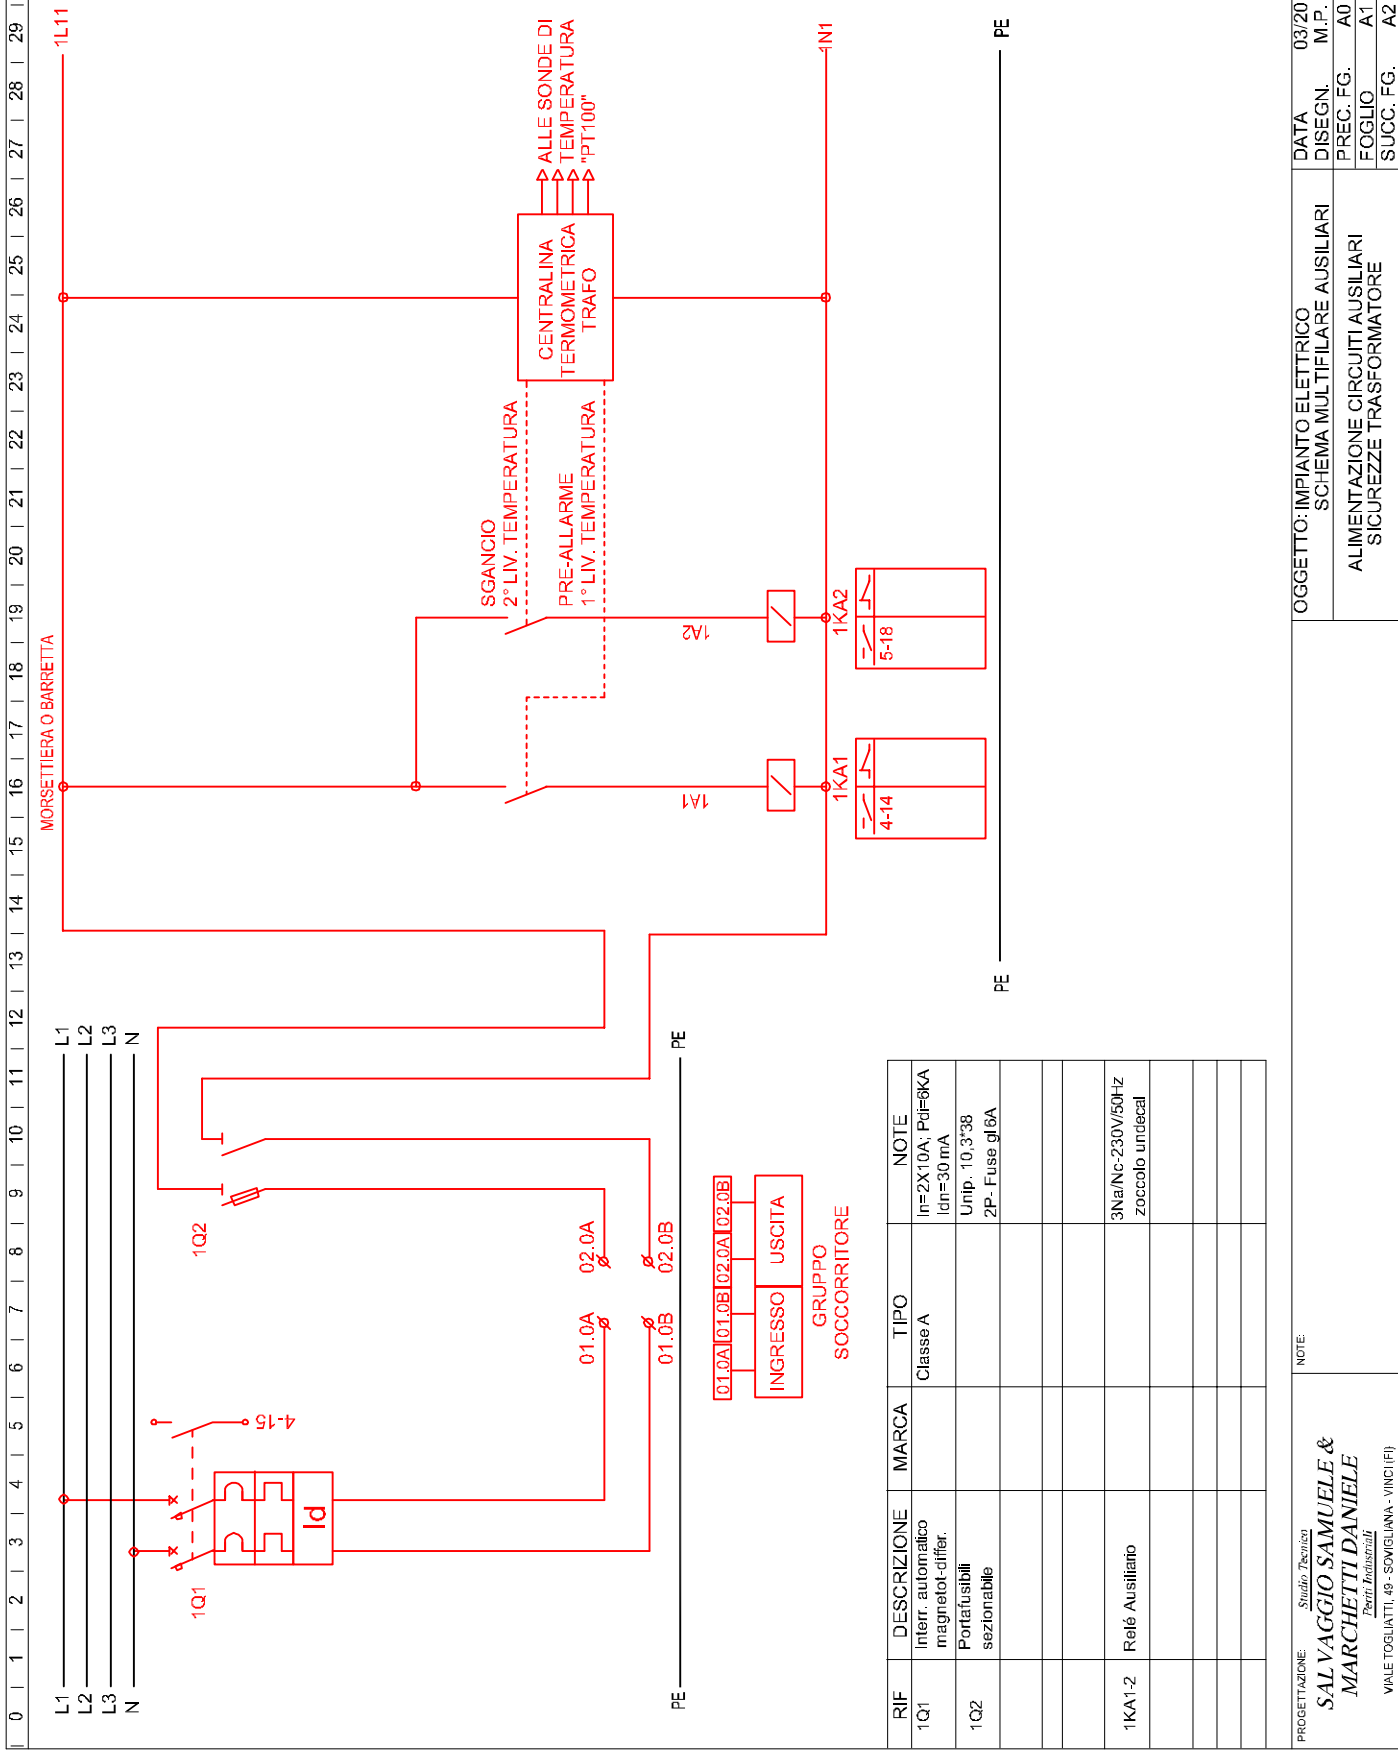 0 1 2 3 4 5 6 7 8 9 10 11 12 13 14 15 16 17 18 19 20 21 22 23 24 25 26 27 28 29
L1
L2
L3
N
L1
L2
L3
N
1Q1
4-15
Id
1Q2
01.0A
02.0A
01.0B
02.0B
PE
PE
01.0A 01.0B 02.0A 02.0B
INGRESSO USCITA
GRUPPO
SOCCORRITORE
MORSETTIERA O BARRETTA
1L11
SGANCIO
2° LIV. TEMPERATURA
PRE-ALLARME
1° LIV. TEMPERATURA
CENTRALINA
TERMOMETRICA
TRAFO
ALLE SONDE DI
TEMPERATURA
"PT100"
1A1
1A2
1N1
1KA1
4-14
1KA2
5-18
PE
PE
RIF DESCRIZIONE MARCA TIPO NOTE
1Q1 Interr. automatico Classe A In=2X10A; Pdi=6KA
magnetot-differ. Idn=30 mA
1Q2 Portafusibili Unip. 10,3*38
sezionabile 2P- Fuse gl 6A
1KA1-2 Relé Ausiliario 3Na/Nc-230V/50Hz
zoccolo undecal
PROGETTAZIONE:
Studio Tecnico
SALVAGGIO SAMUELE &
MARCHETTI DANIELE
Periti Industriali
VIALE TOGLIATTI, 49 - SOVIGLIANA - VINCI (FI)
NOTE:
OGGETTO: IMPIANTO ELETTRICO
SCHEMA MULTIFILARE AUSILIARI
ALIMENTAZIONE CIRCUITI AUSILIARI
SICUREZZE TRASFORMATORE
DATA 03/20
DISEGN. M.P.
PREC. FG. A0
FOGLIO A1
SUCC. FG. A2